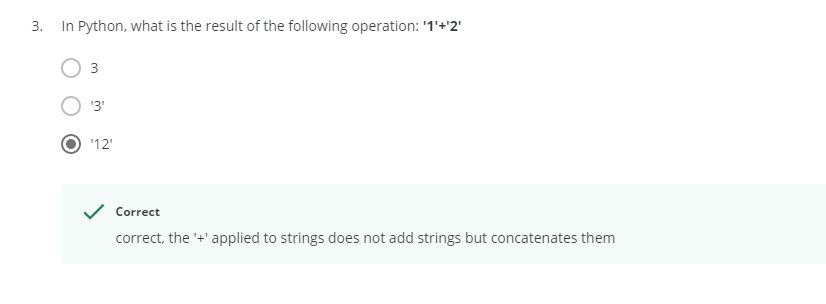 3. In Python, what is the result of the following operation: '1'+'2'
3
'3'
'12'
Correct
correct, the '+' applied to strings does not add strings but concatenates them